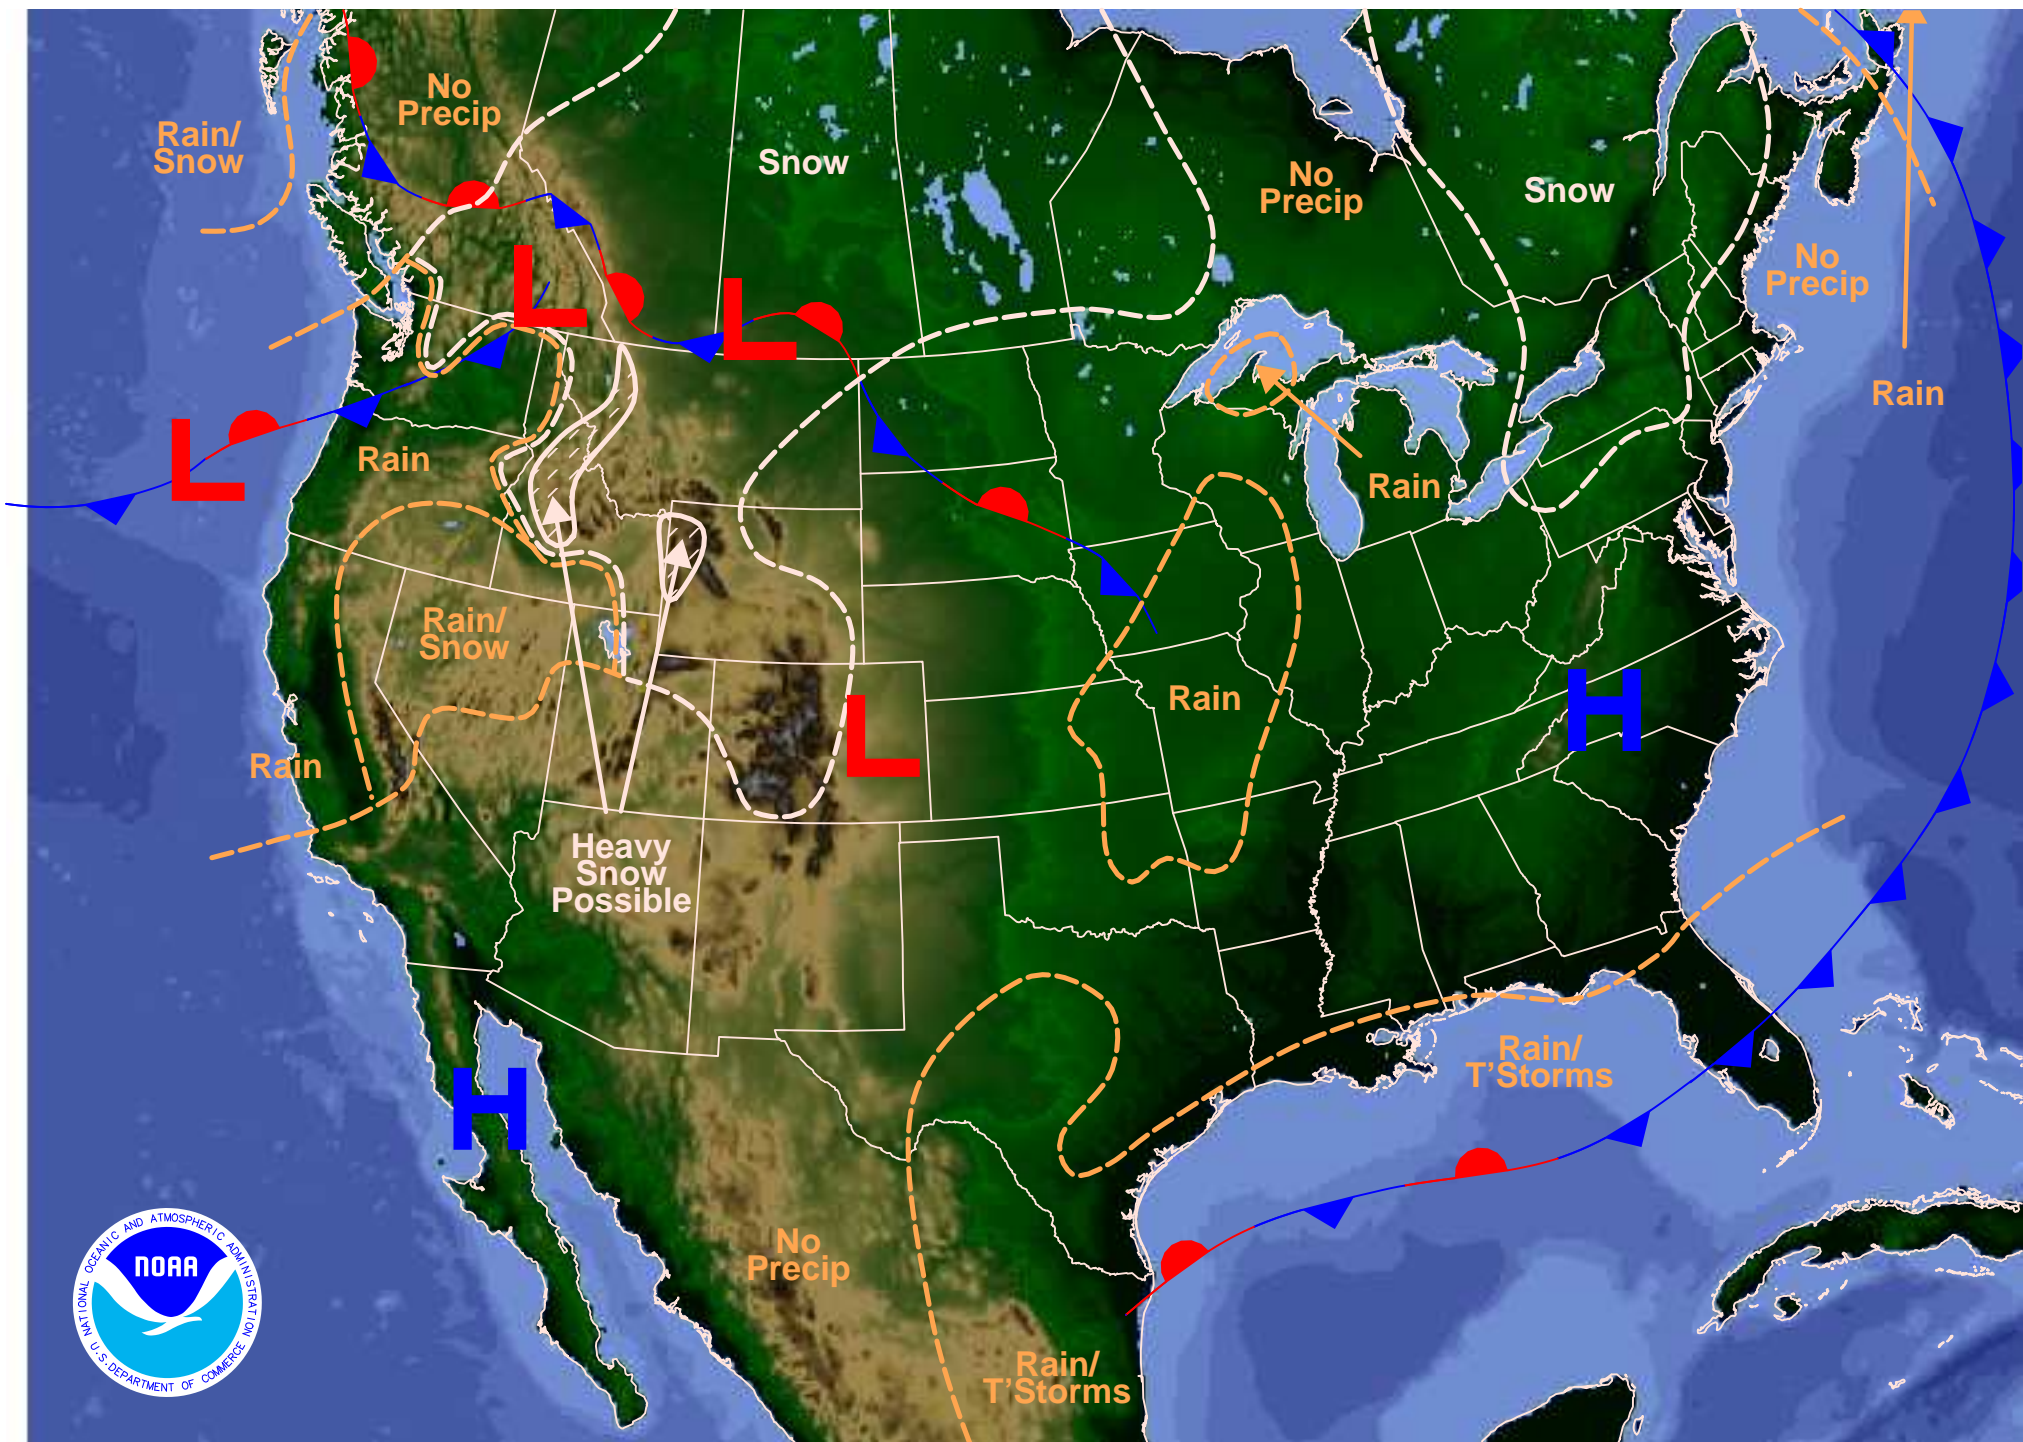 No
Precip
Rain/
Snow
Snow
No
Precip
Snow
No
Precip
L
L
Rain
L
Rain
Rain
Rain/
Snow
Rain
H
L
Rain
Heavy
Snow
Possible
Rain/
T'Storms
H
No
Precip
Rain/
T'Storms
NATIONAL OCEANIC AND ATMOSPHERIC ADMINISTRATION
NOAA
U.S. DEPARTMENT OF COMMERCE